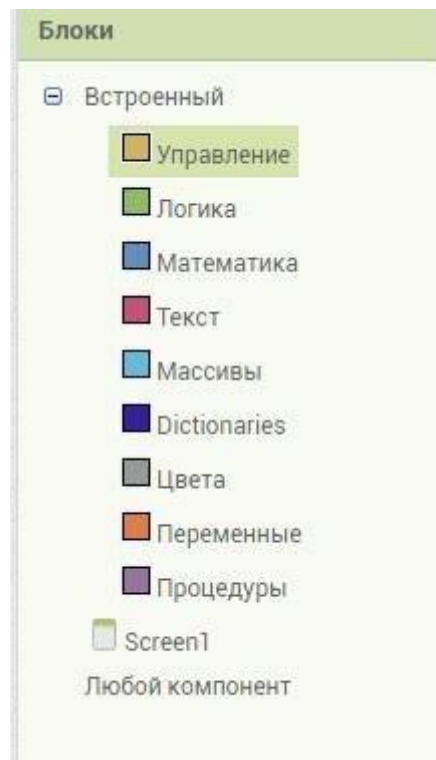 Блоки
Встроенный
Управление
Логика
Математика
Текст
Массивы
Dictionaries
Цвета
Переменные
Процедуры
Screen1
Любой компонент